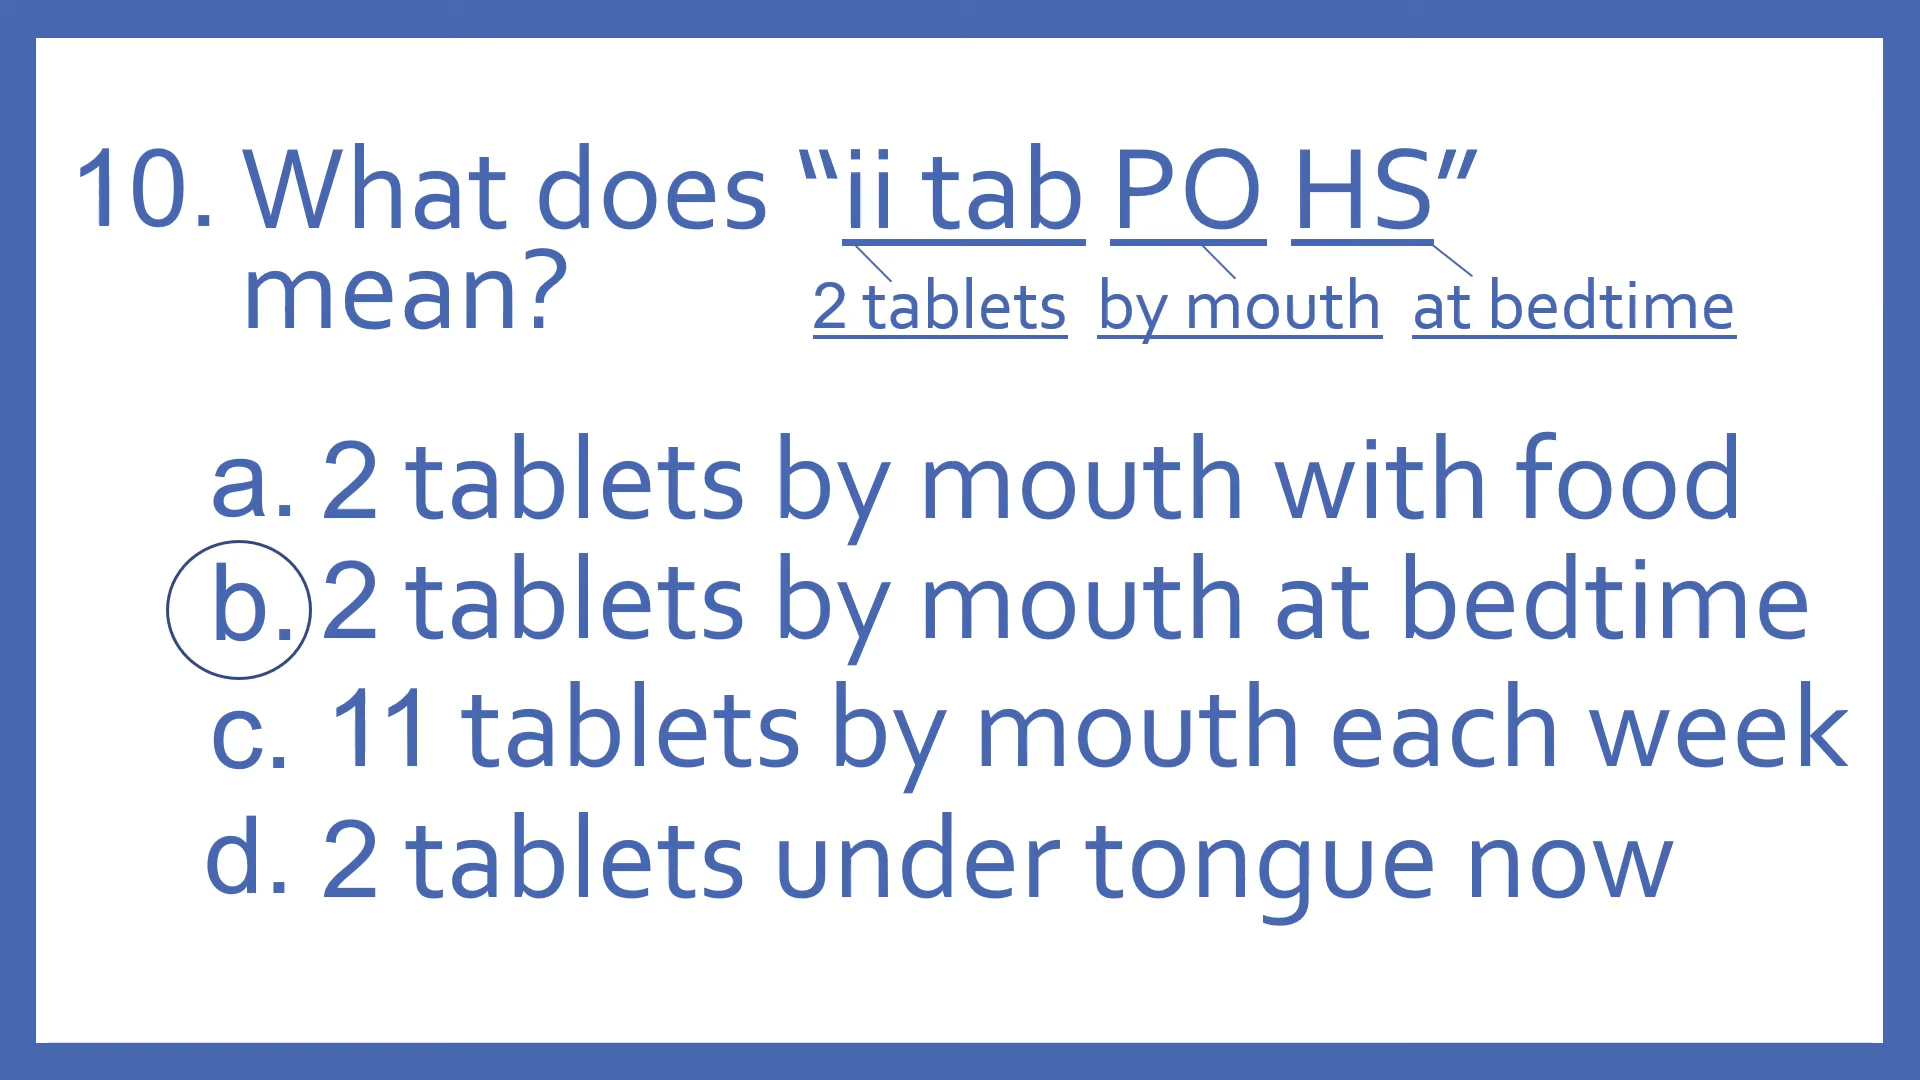 10. What does “ii tab PO HS”
mean?
2 tablets by mouth at bedtime
a. 2 tablets by mouth with food
b. 2 tablets by mouth at bedtime
c. 11 tablets by mouth each week
d. 2 tablets under tongue now